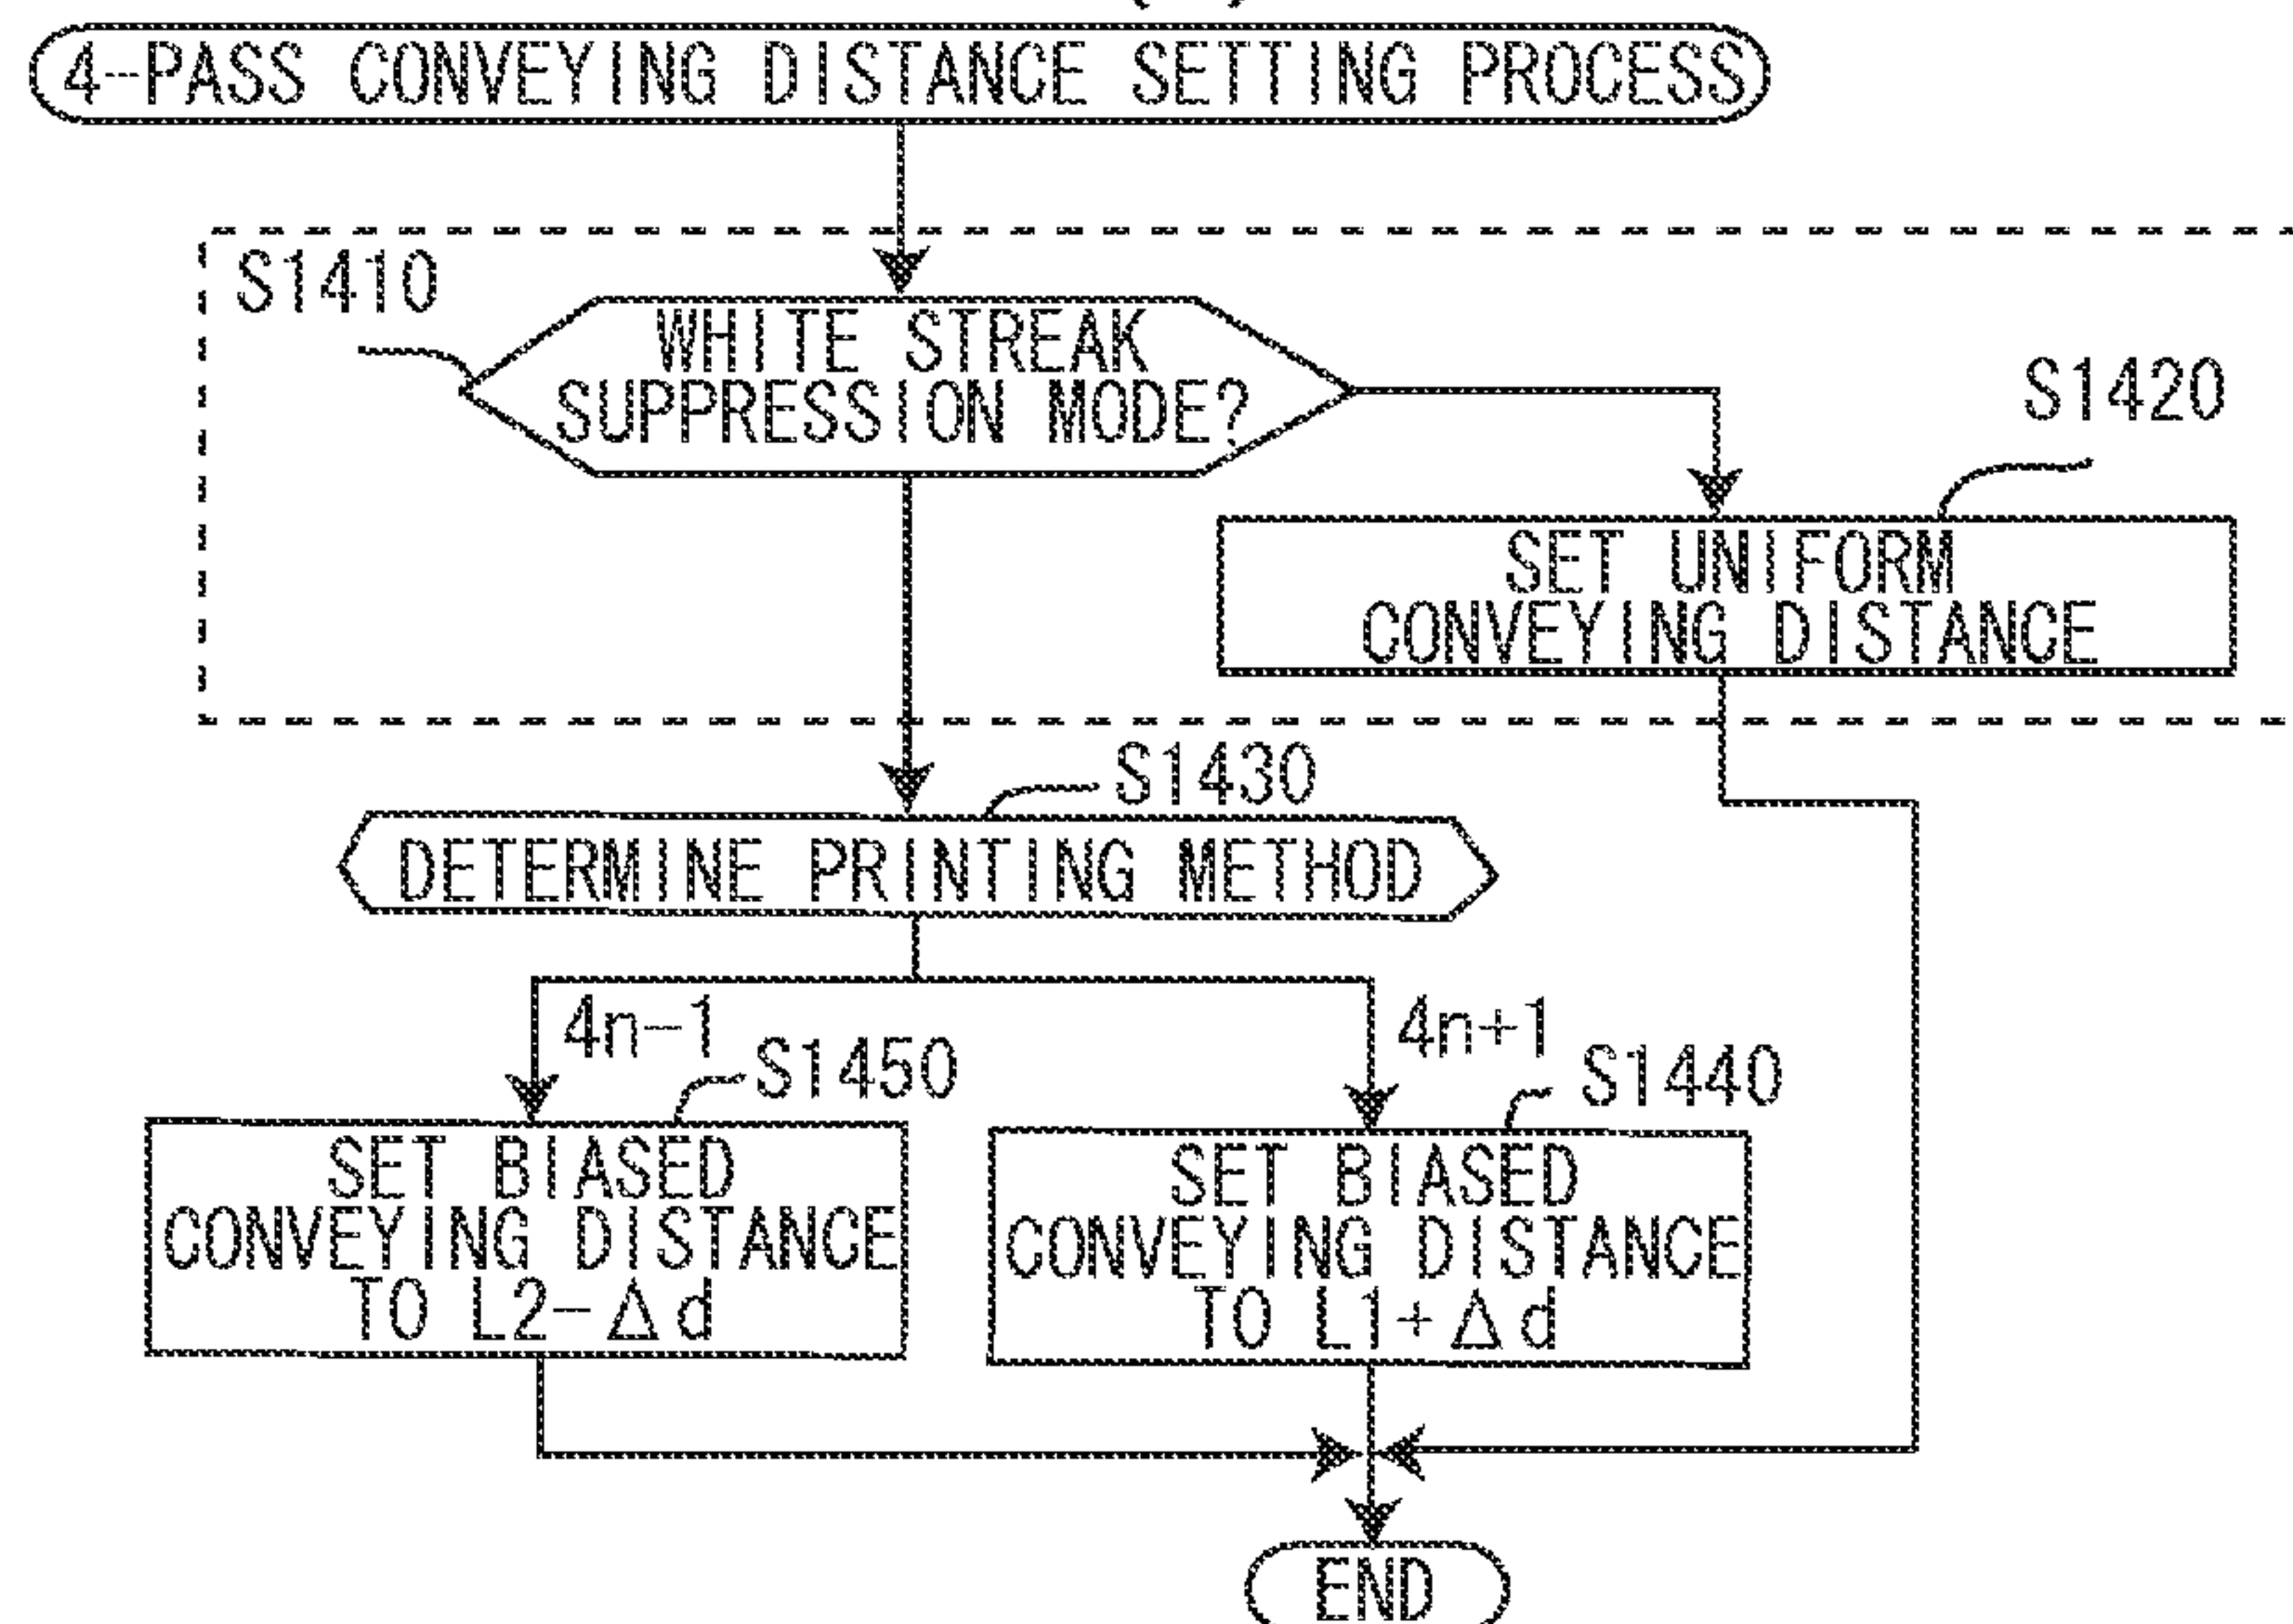 4-PASS CONVEYING DISTANCE SETTING PROCESS
S1410
WHITE STREAK
SUPPRESSION MODE?
S1420
SET UNIFORM
CONVEYING DISTANCE
S1430
DETERMINE PRINTING METHOD
4n-1
4n+1
S1450
S1440
SET BIASED
CONVEYING DISTANCE
TO L2-Δd
SET BIASED
CONVEYING DISTANCE
TO L1+Δd
END